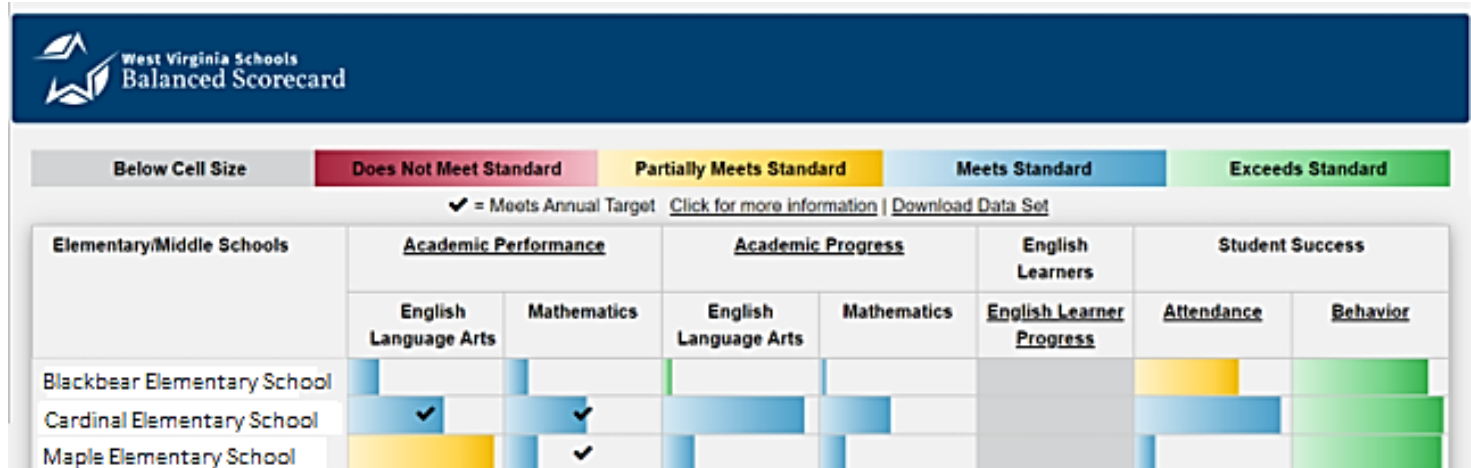 West Virginia Schools
Balanced Scorecard
Below Cell Size Does Not Meet Standard Partially Meets Standard Meets Standard Exceeds Standard
✔ = Meets Annual Target Click for more information | Download Data Set
Elementary/Middle Schools Academic Performance Academic Progress English Learners Student Success
English Language Arts Mathematics English Language Arts Mathematics English Learner Progress Attendance Behavior
Blackbear Elementary School
Cardinal Elementary School ✔ ✔
Maple Elementary School ✔